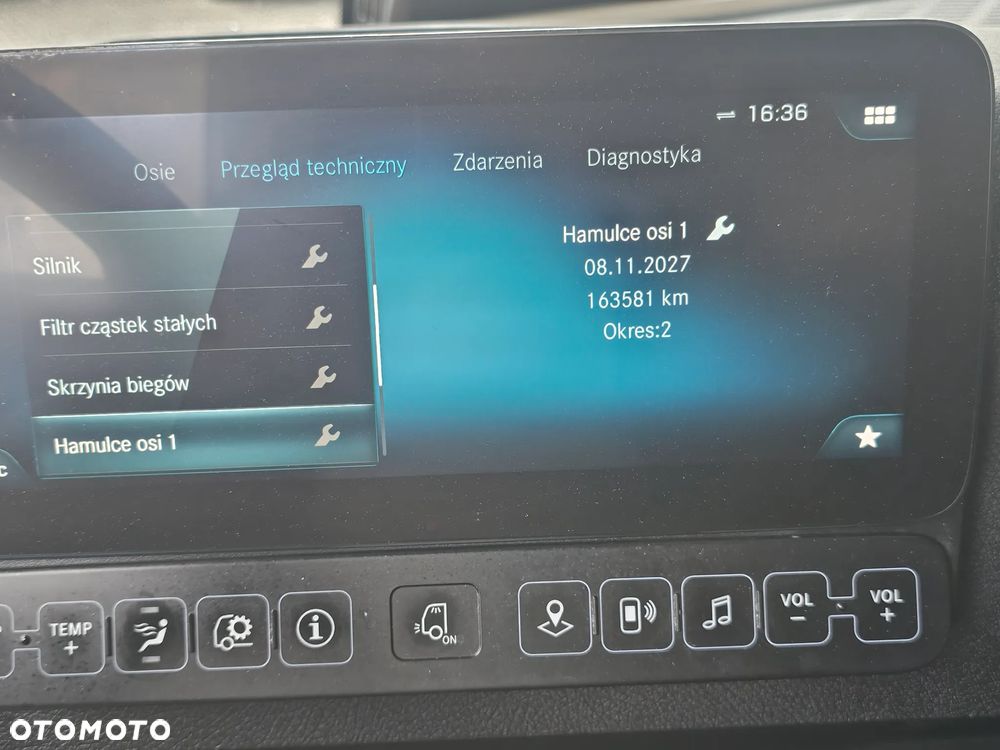 16:36
Osie
Przegląd techniczny
Zdarzenia
Diagnostyka
Silnik
Filtr cząstek stałych
Skrzynia biegów
Hamulce osi 1
Hamulce osi 1
08.11.2027
163581 km
Okres:2
C
TEMP
+
ON
VOL
−
VOL
+
OTOMOTO